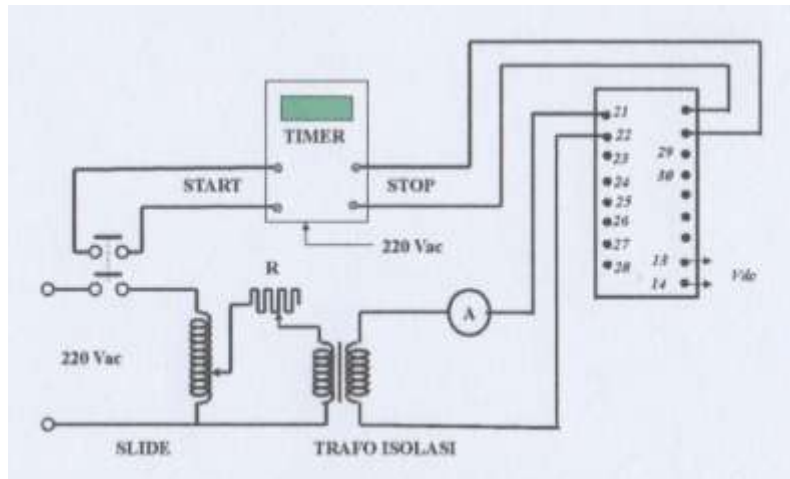 TIMER
START
STOP
220 Vac
R
A
220 Vac
SLIDE
TRAFO ISOLASI
21
22
23
24
25
26
27
28
29
30
13
14
Vdc